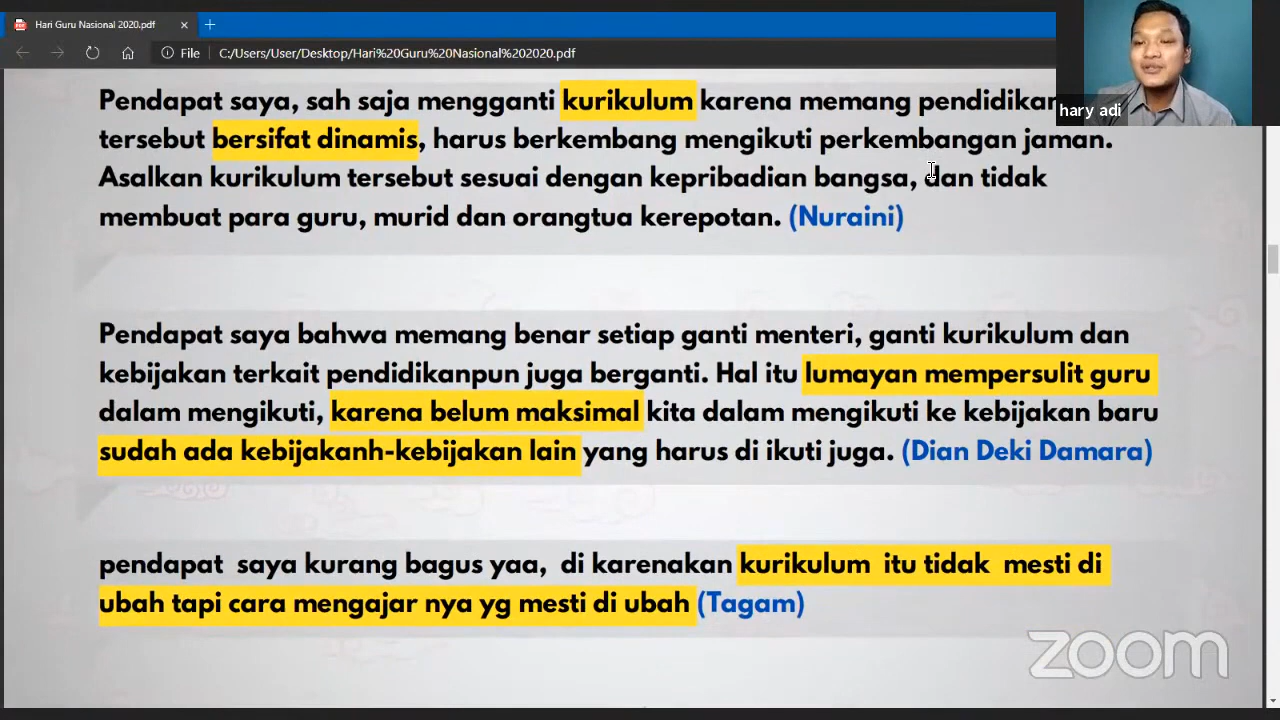 Hari Guru Nasional 2020.pdf
File C:/Users/User/Desktop/Hari%20Guru%20Nasional%202020.pdf
hary adi
Pendapat saya, sah saja mengganti kurikulum karena memang pendidikan
tersebut bersifat dinamis, harus berkembang mengikuti perkembangan jaman.
Asalkan kurikulum tersebut sesuai dengan kepribadian bangsa, dan tidak
membuat para guru, murid dan orangtua kerepotan. (Nuraini)
Pendapat saya bahwa memang benar setiap ganti menteri, ganti kurikulum dan
kebijakan terkait pendidikanpun juga berganti. Hal itu lumayan mempersulit guru
dalam mengikuti, karena belum maksimal kita dalam mengikuti ke kebijakan baru
sudah ada kebijakanh-kebijakan lain yang harus di ikuti juga. (Dian Deki Damara)
pendapat saya kurang bagus yaa, di karenakan kurikulum itu tidak mesti di
ubah tapi cara mengajar nya yg mesti di ubah (Tagam)
zoom